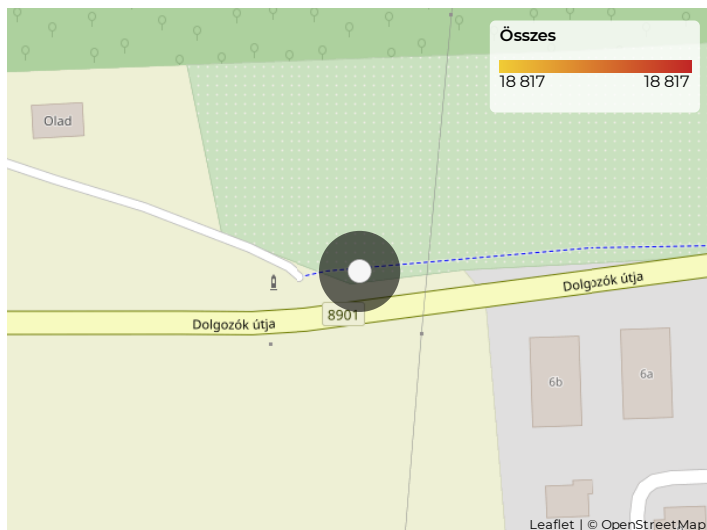 Összes
18 817 18 817
Olad
Dolgozók útja
8901
Dolgozók útja
6b
6a
Leaflet | © OpenStreetMap